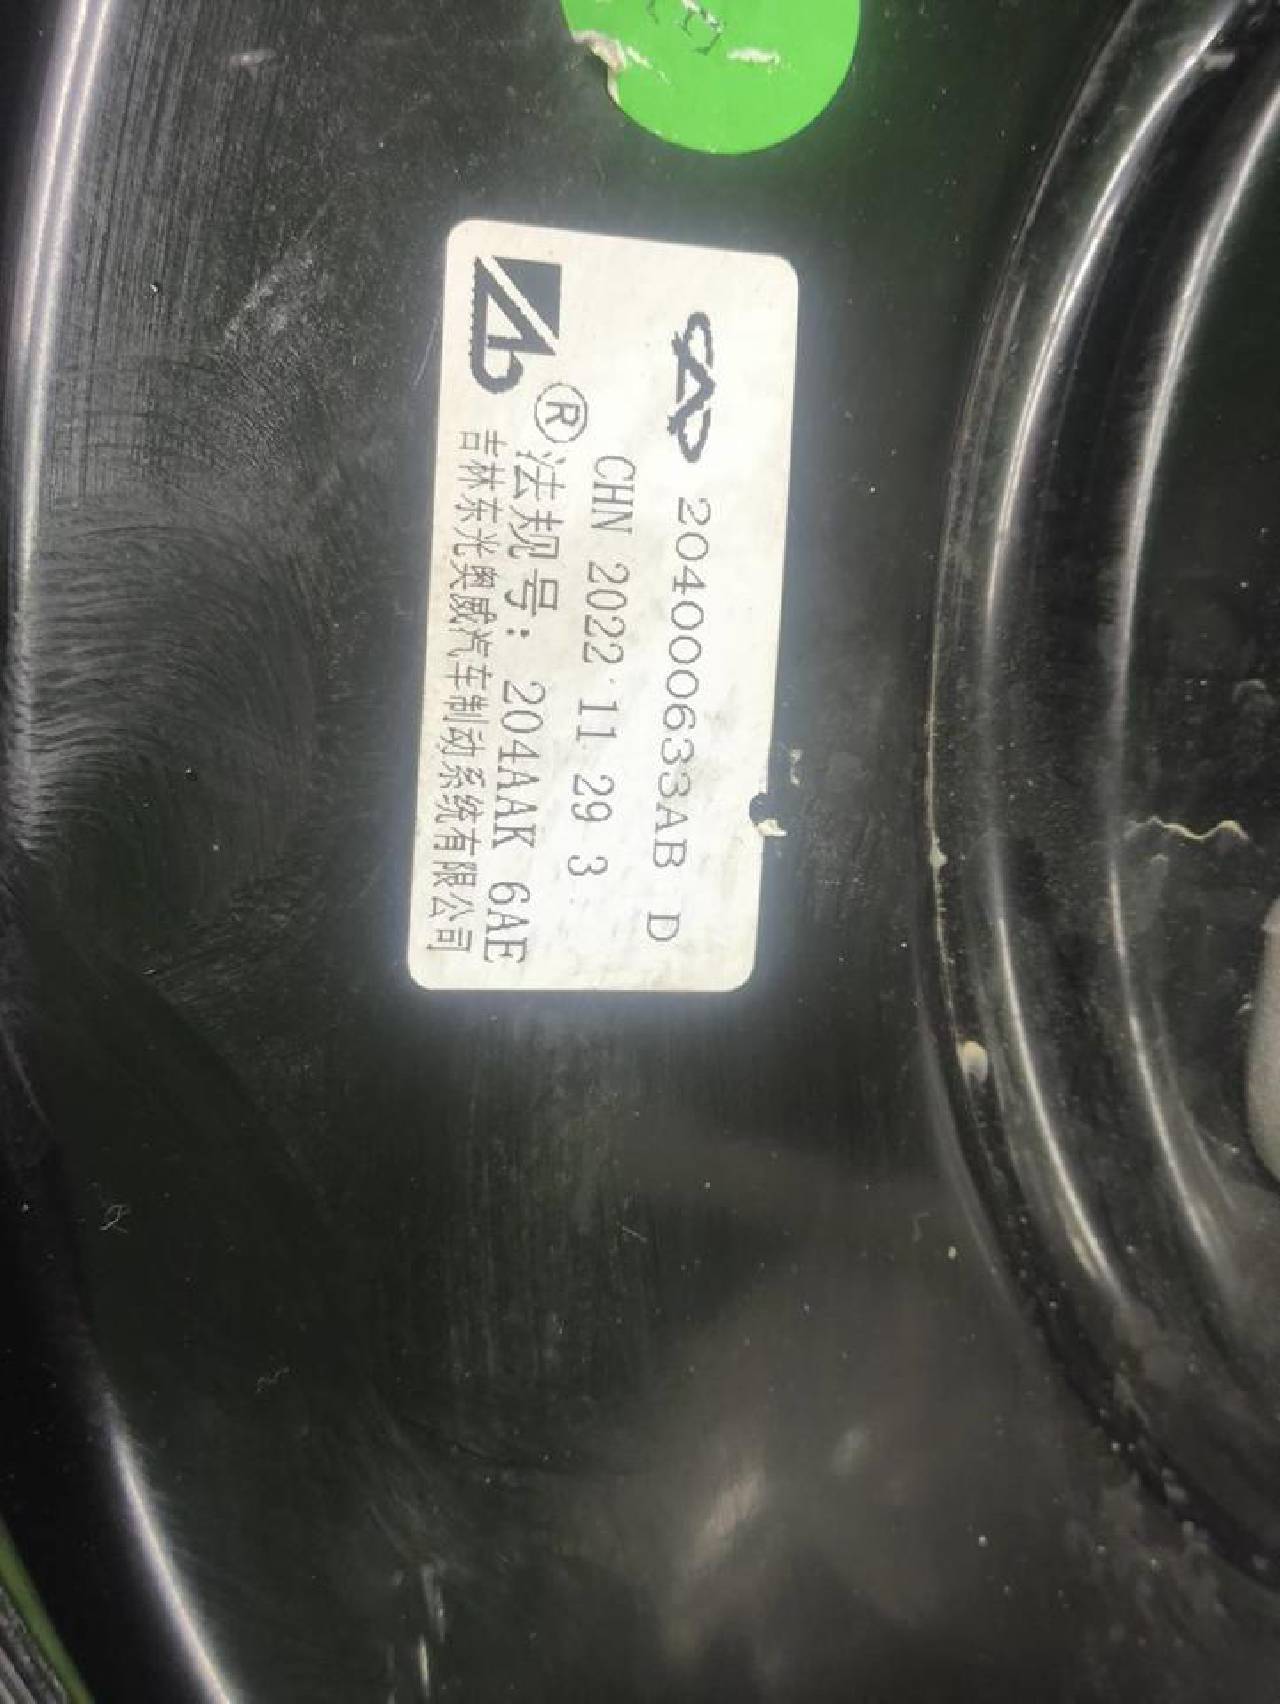 204000633AB D
CHN 2022 11 29 3
® 法规号: 204AAK 6AE
吉林东光奥威汽车制动系统有限公司